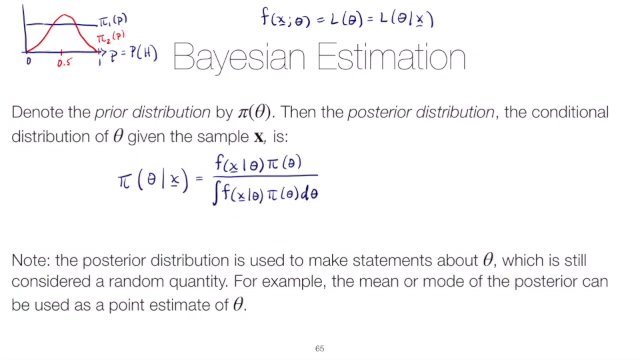 π₁(p)
π₂(p)
0 0.5 1 p = P(H)
f(x;θ) = L(θ) = L(θ|x)
Bayesian Estimation
Denote the prior distribution by π(θ). Then the posterior distribution, the conditional
distribution of θ given the sample x, is:
π(θ|x) = f(x|θ)π(θ) / ∫f(x|θ)π(θ)dθ
Note: the posterior distribution is used to make statements about θ, which is still
considered a random quantity. For example, the mean or mode of the posterior can
be used as a point estimate of θ.
65